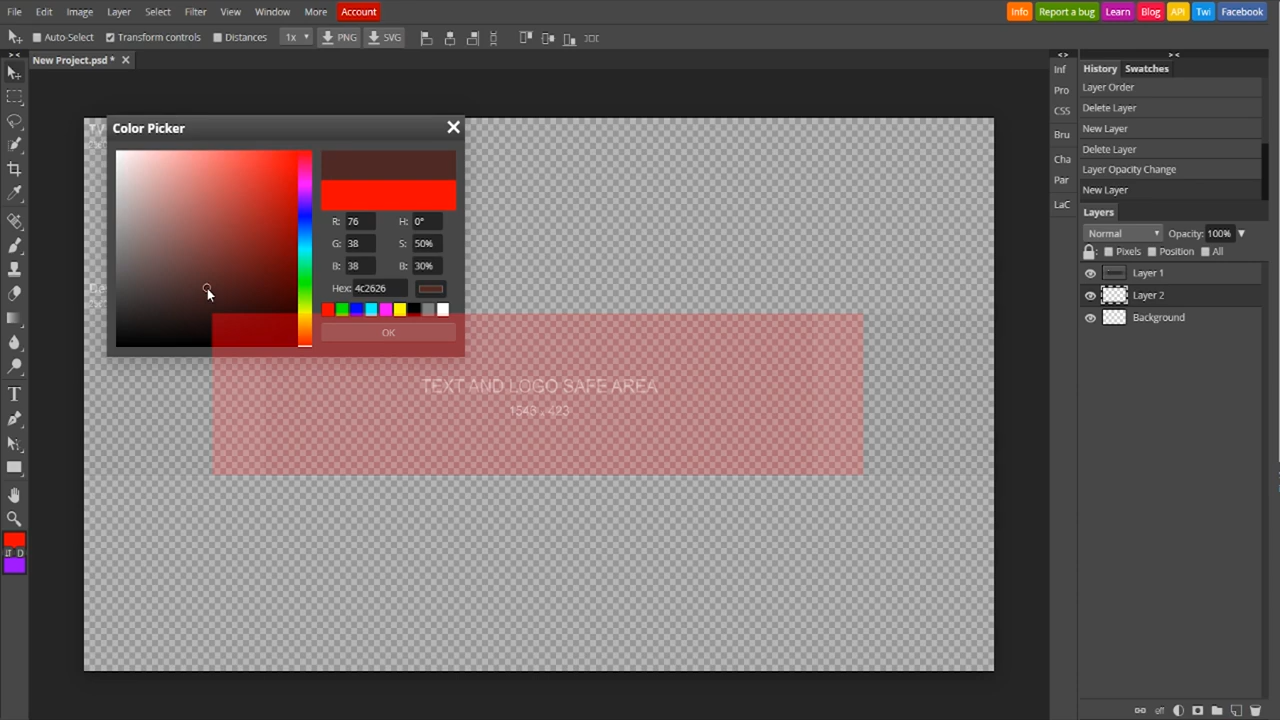 File Edit Image Layer Select Filter View Window More Account Info Report a bug Learn Blog API Twi Facebook
Auto-Select Transform controls Distances 1x PNG SVG
New Project.psd *
Inf
Pro
CSS
Bru
Cha
Par
LaC
History Swatches
Layer Order
Delete Layer
New Layer
Delete Layer
Layer Opacity Change
New Layer
Layers
Normal Opacity: 100%
Pixels Position All
Layer 1
Layer 2
Background
Color Picker
R: 76 H: 0°
G: 38 S: 50%
B: 38 B: 30%
Hex: 4c2626
OK
TEXT AND LOGO SAFE AREA
1546 x 423
T
D
eff